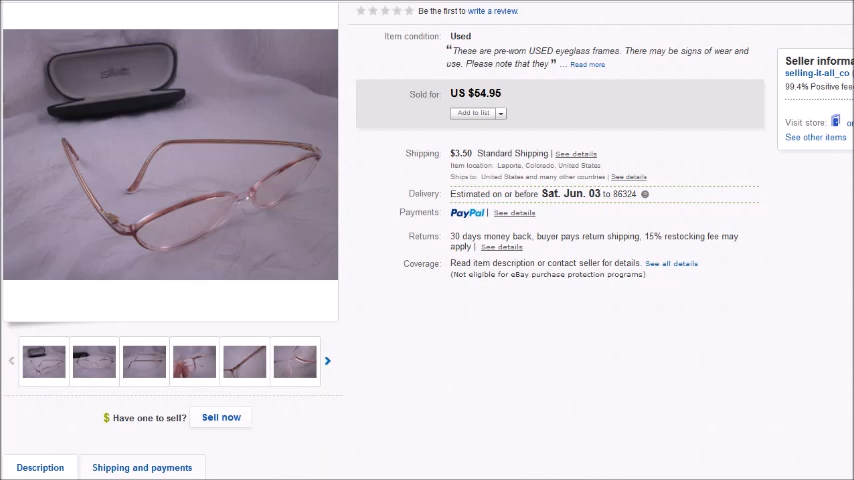 Be the first to write a review.
Item condition: Used
“ These are pre-worn USED eyeglass frames. There may be signs of wear and
use. Please note that they ” ... Read more
Sold for: US $54.95
Add to list
Shipping: $3.50 Standard Shipping | See details
Item location: Laporte, Colorado, United States
Ships to: United States and many other countries | See details
Delivery: Estimated on or before Sat. Jun. 03 to 86324
Payments: PayPal | See details
Returns: 30 days money back, buyer pays return shipping, 15% restocking fee may
apply | See details
Coverage: Read item description or contact seller for details. See all details
(Not eligible for eBay purchase protection programs)
Seller informa
selling-it-all_co
99.4% Positive fee
Visit store:
See other items
$ Have one to sell? Sell now
Description
Shipping and payments